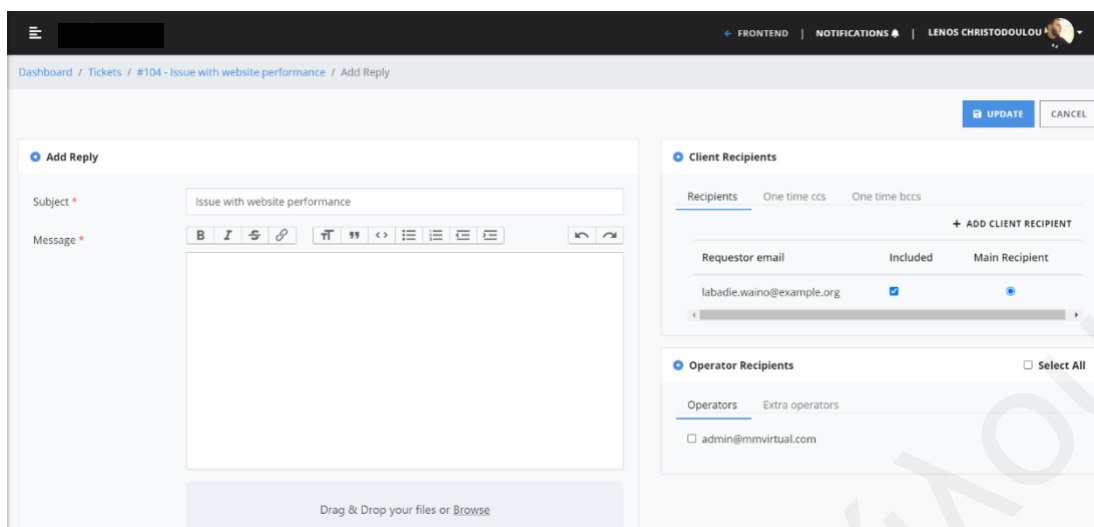 FRONTEND | NOTIFICATIONS | LENOS CHRISTODOULOU
Dashboard / Tickets / #104 - Issue with website performance / Add Reply
UPDATE CANCEL
Add Reply
Subject *
Issue with website performance
Message *
B I S
Drag & Drop your files or Browse
Client Recipients
Recipients One time ccs One time bccs
+ ADD CLIENT RECIPIENT
Requestor email Included Main Recipient
labadie.waino@example.org
Operator Recipients Select All
Operators Extra operators
admin@mmvirtual.com